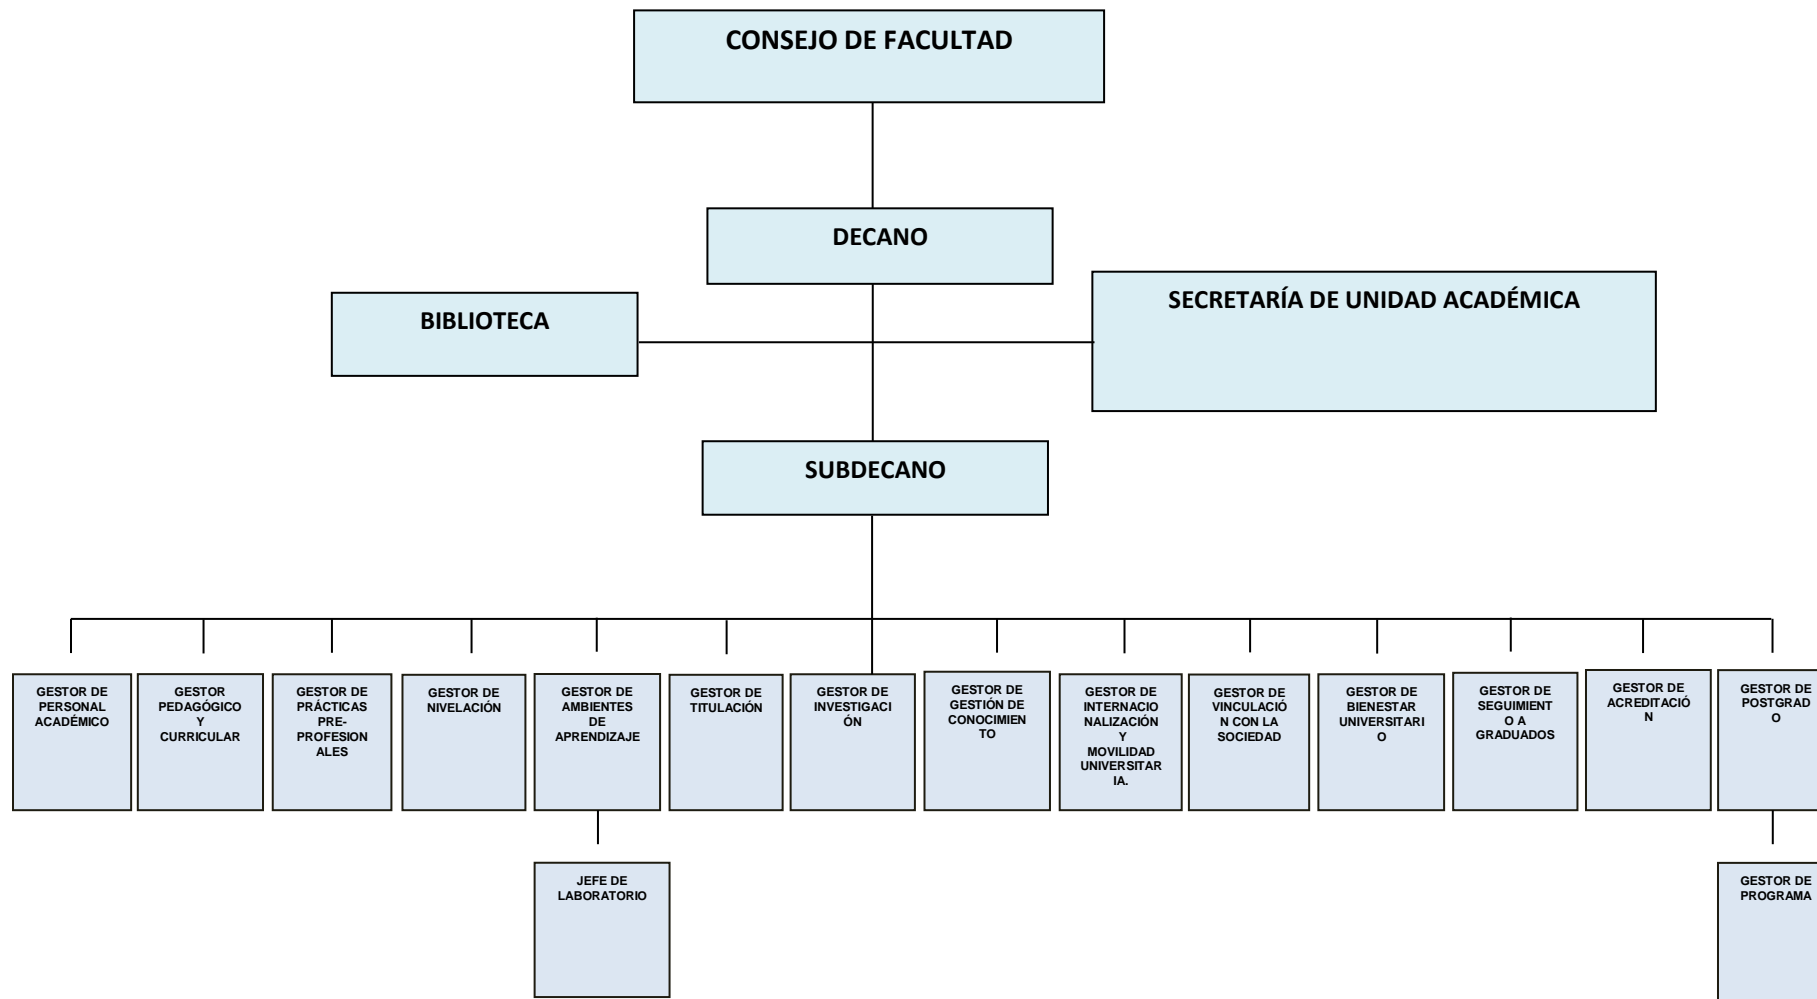 CONSEJO DE FACULTAD
DECANO
BIBLIOTECA
SECRETARÍA DE UNIDAD ACADÉMICA
SUBDECANO
GESTOR DE
PERSONAL
ACADÉMICO
GESTOR
PEDAGÓGICO
Y
CURRICULAR
GESTOR DE
PRÁCTICAS
PRE-
PROFESION
ALES
GESTOR DE
NIVELACIÓN
GESTOR DE
AMBIENTES
DE
APRENDIZAJE
GESTOR DE
TITULACIÓN
GESTOR DE
INVESTIGACI
ÓN
GESTOR DE
GESTIÓN DE
CONOCIMIEN
TO
GESTOR DE
INTERNACIO
NALIZACIÓN
Y
MOVILIDAD
UNIVERSITAR
IA.
GESTOR DE
VINCULACIÓ
N CON LA
SOCIEDAD
GESTOR DE
BIENESTAR
UNIVERSITARI
O
GESTOR DE
SEGUIMIENT
O A
GRADUADOS
GESTOR DE
ACREDITACIÓ
N
GESTOR DE
POSTGRAD
O
JEFE DE
LABORATORIO
GESTOR DE
PROGRAMA